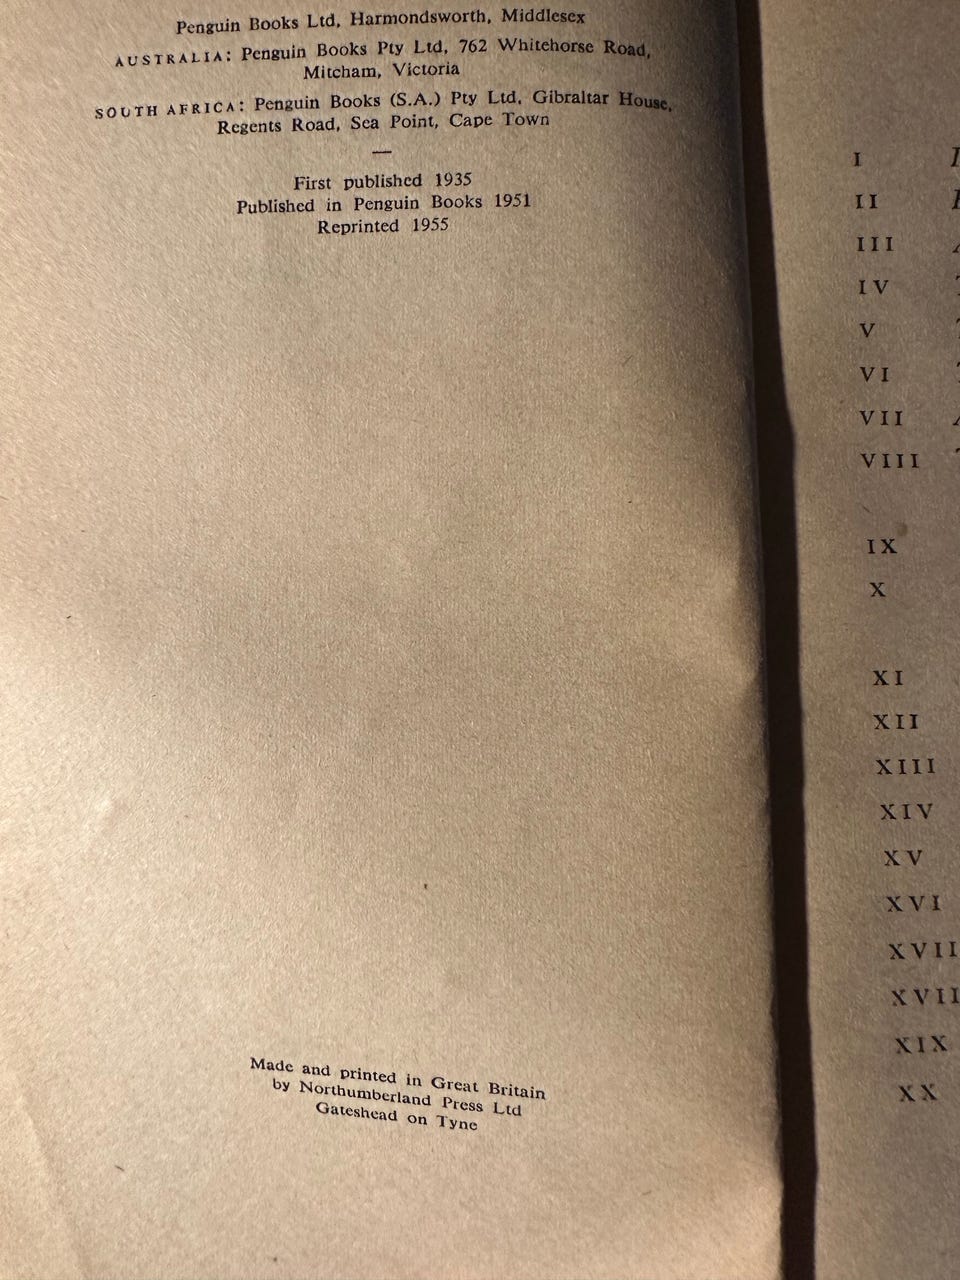 Penguin Books Ltd, Harmondsworth, Middlesex
AUSTRALIA: Penguin Books Pty Ltd, 762 Whitehorse Road,
Mitcham, Victoria
SOUTH AFRICA: Penguin Books (S.A.) Pty Ltd, Gibraltar House,
Regents Road, Sea Point, Cape Town
—
First published 1935
Published in Penguin Books 1951
Reprinted 1955
Made and printed in Great Britain
by Northumberland Press Ltd
Gateshead on Tyne
I
II
III
IV
V
VI
VII
VIII
IX
X
XI
XII
XIII
XIV
XV
XVI
XVII
XVII
XIX
XX